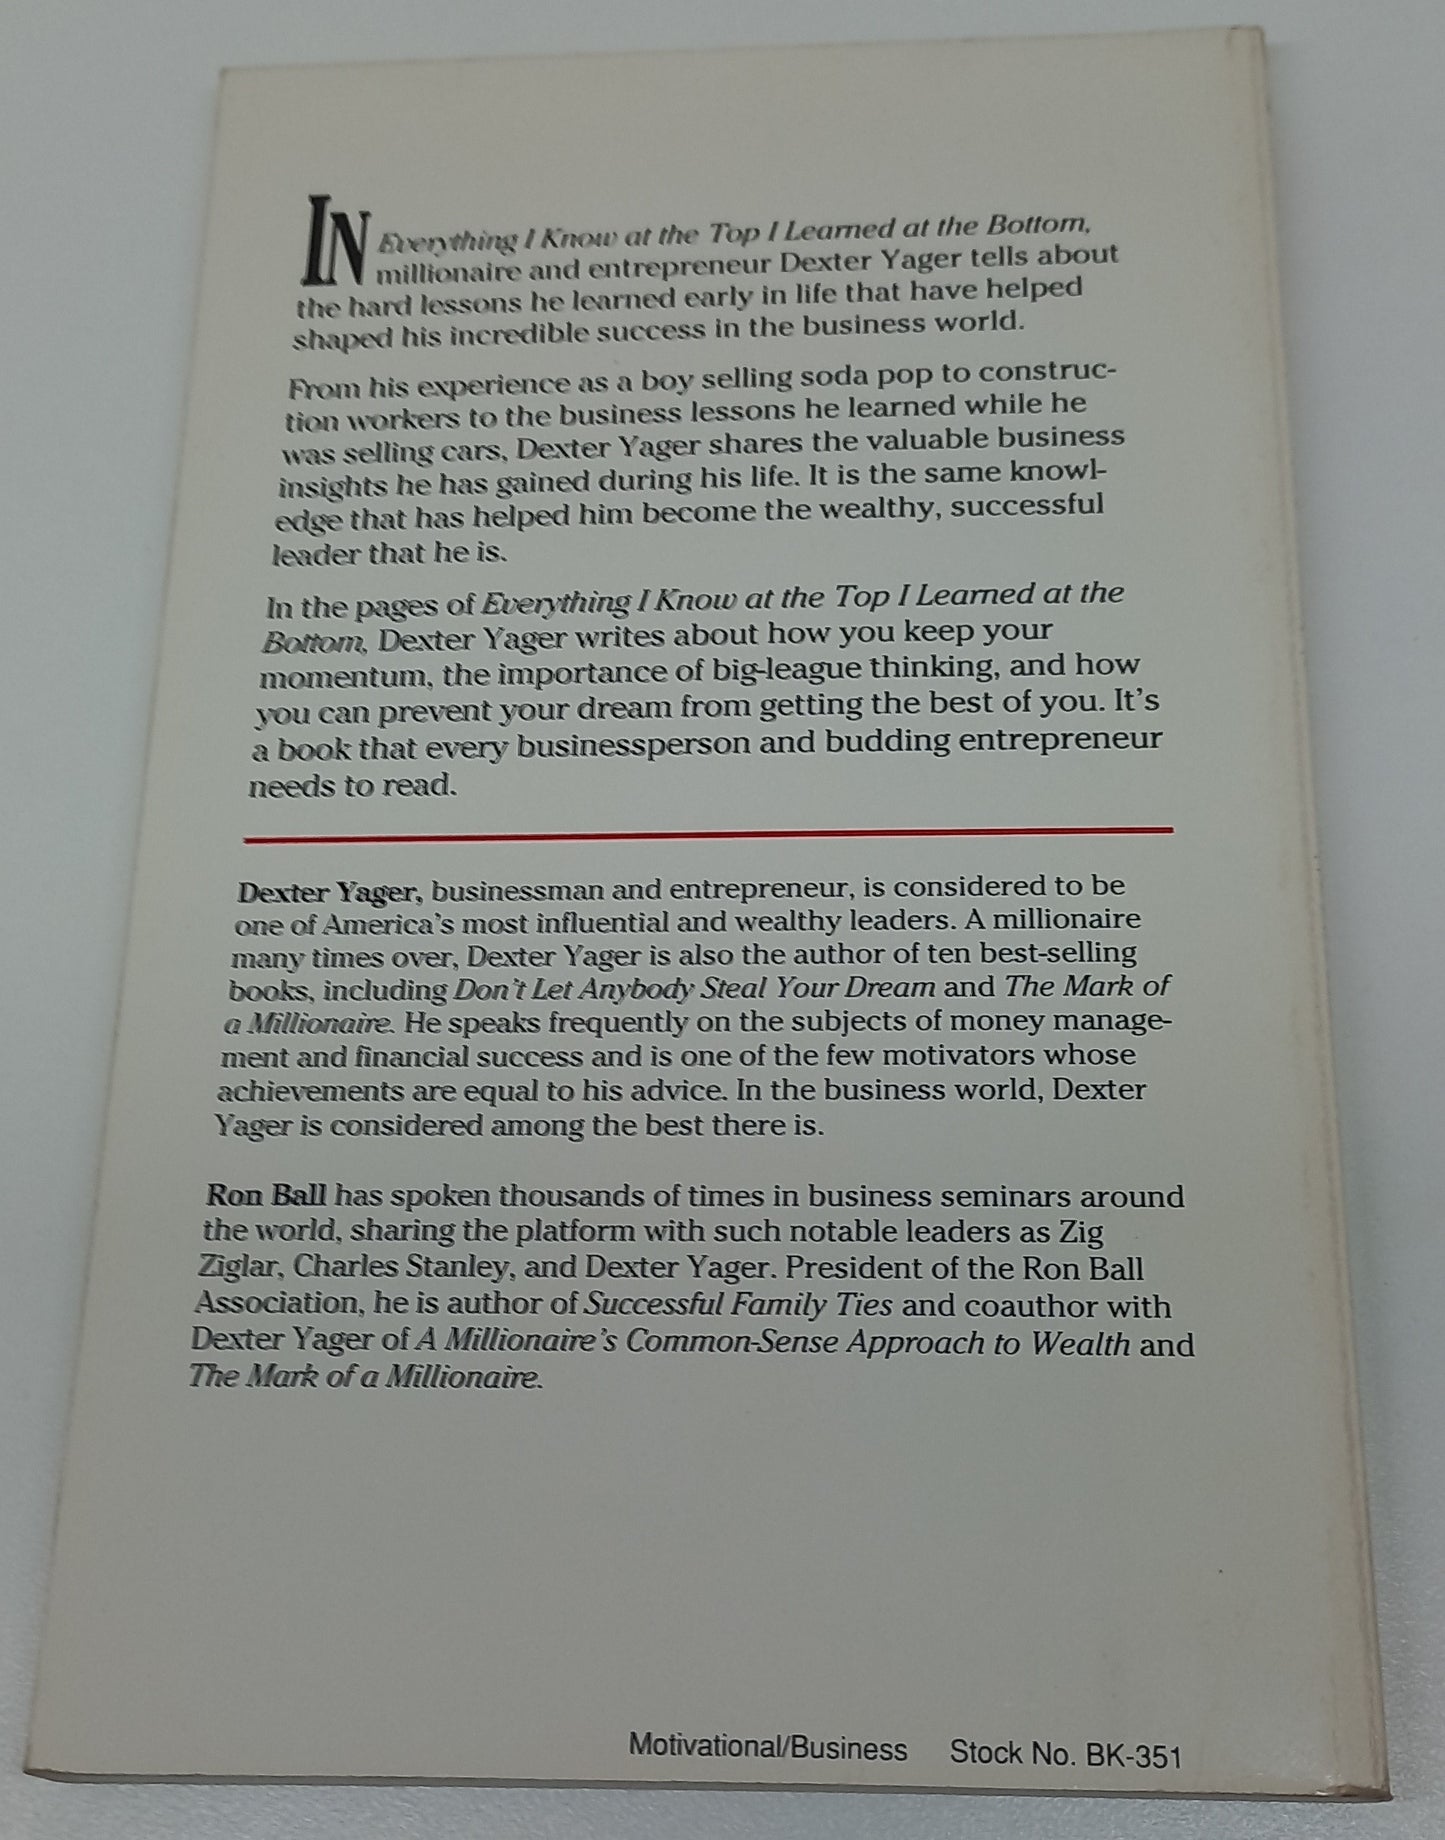 IN Everything I Know at the Top I Learned at the Bottom,
millionaire and entrepreneur Dexter Yager tells about
the hard lessons he learned early in life that have helped
shaped his incredible success in the business world.
From his experience as a boy selling soda pop to construc-
tion workers to the business lessons he learned while he
was selling cars, Dexter Yager shares the valuable business
insights he has gained during his life. It is the same knowl-
edge that has helped him become the wealthy, successful
leader that he is.
In the pages of Everything I Know at the Top I Learned at the
Bottom, Dexter Yager writes about how you keep your
momentum, the importance of big-league thinking, and how
you can prevent your dream from getting the best of you. It's
a book that every businessperson and budding entrepreneur
needs to read.
Dexter Yager, businessman and entrepreneur, is considered to be
one of America's most influential and wealthy leaders. A millionaire
many times over, Dexter Yager is also the author of ten best-selling
books, including Don't Let Anybody Steal Your Dream and The Mark of
a Millionaire. He speaks frequently on the subjects of money manage-
ment and financial success and is one of the few motivators whose
achievements are equal to his advice. In the business world, Dexter
Yager is considered among the best there is.
Ron Ball has spoken thousands of times in business seminars around
the world, sharing the platform with such notable leaders as Zig
Ziglar, Charles Stanley, and Dexter Yager. President of the Ron Ball
Association, he is author of Successful Family Ties and coauthor with
Dexter Yager of A Millionaire's Common-Sense Approach to Wealth and
The Mark of a Millionaire.
Motivational/Business Stock No. BK-351